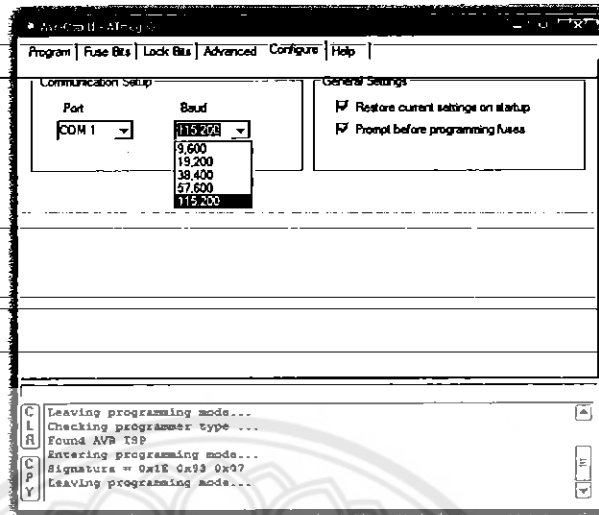 Program Fuse Bits Lock Bits Advanced Configure Help
Communication Setup
Port Baud
COM 1 115,200
9,600
19,200
38,400
57,600
115,200
General Settings
Restore current settings on startup
Prompt before programming fuses
CLR
CPY
Leaving programming mode...
Checking programmer type ...
Found AVR ISP
Entering programming mode...
Signature = 0x1E 0x93 0x07
Leaving programming mode...